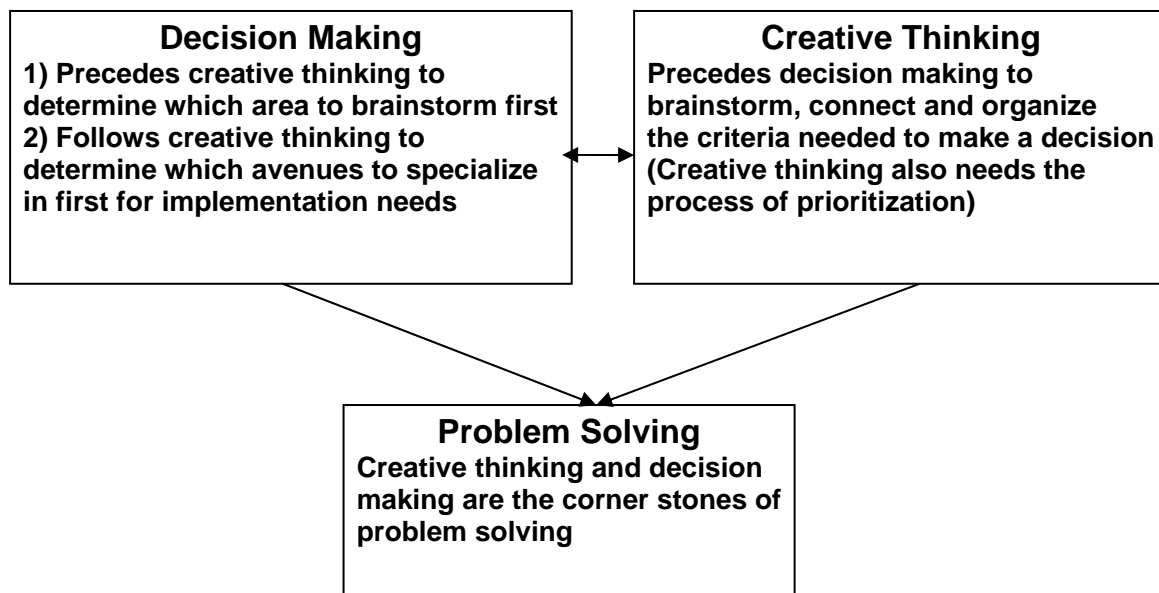 Decision Making
1) Precedes creative thinking to
determine which area to brainstorm first
2) Follows creative thinking to
determine which avenues to specialize
in first for implementation needs
Creative Thinking
Precedes decision making to
brainstorm, connect and organize
the criteria needed to make a decision
(Creative thinking also needs the
process of prioritization)
Problem Solving
Creative thinking and decision
making are the corner stones of
problem solving